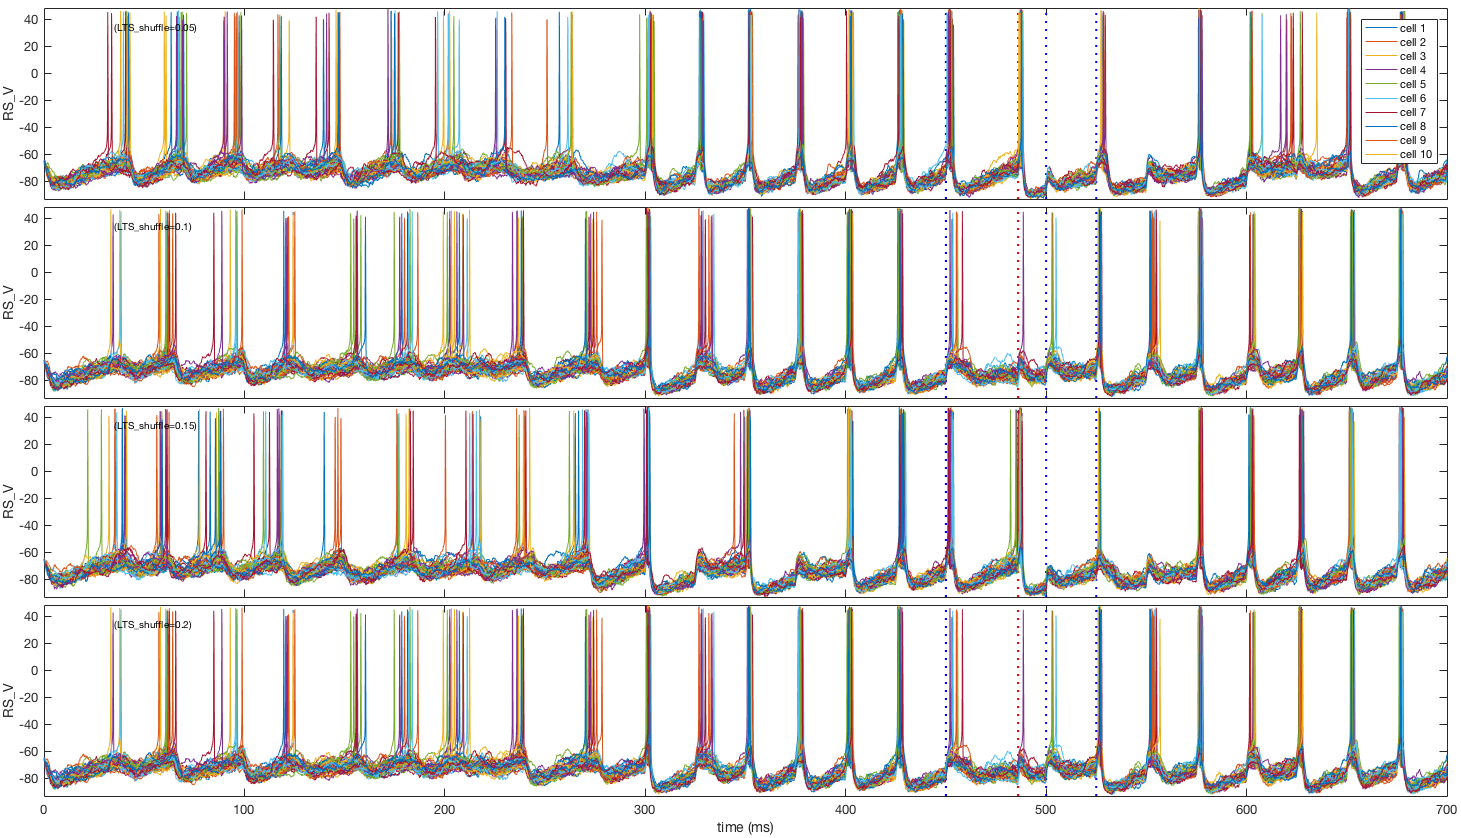 40
20
0
-20
-40
-60
-80
RS_V
(LTS_shuffle=0.05)
cell 1
cell 2
cell 3
cell 4
cell 5
cell 6
cell 7
cell 8
cell 9
cell 10
40
20
0
-20
-40
-60
-80
RS_V
(LTS_shuffle=0.1)
40
20
0
-20
-40
-60
-80
RS_V
(LTS_shuffle=0.15)
40
20
0
-20
-40
-60
-80
RS_V
(LTS_shuffle=0.2)
0 100 200 300 400 500 600 700
time (ms)